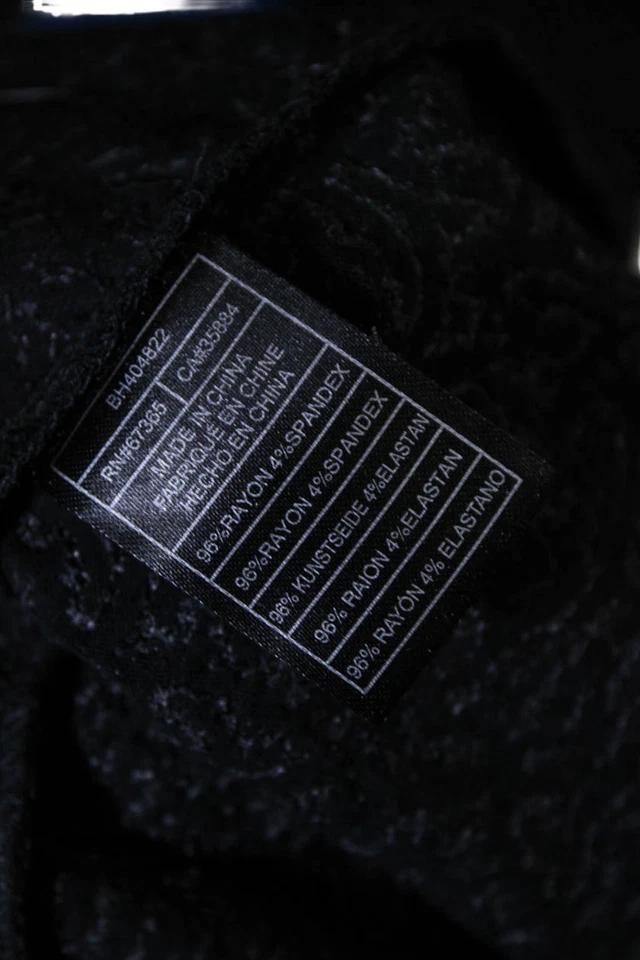 BH404822
RN#67365 CA#35884
MADE IN CHINA
FABRIQUE EN CHINE
HECHO EN CHINA
96%RAYON 4%SPANDEX
96%RAYON 4%SPANDEX
96% KUNSTSEIDE 4%ELASTAN
96% RAION 4%ELASTAN
96% RAYÓN 4% ELASTANO